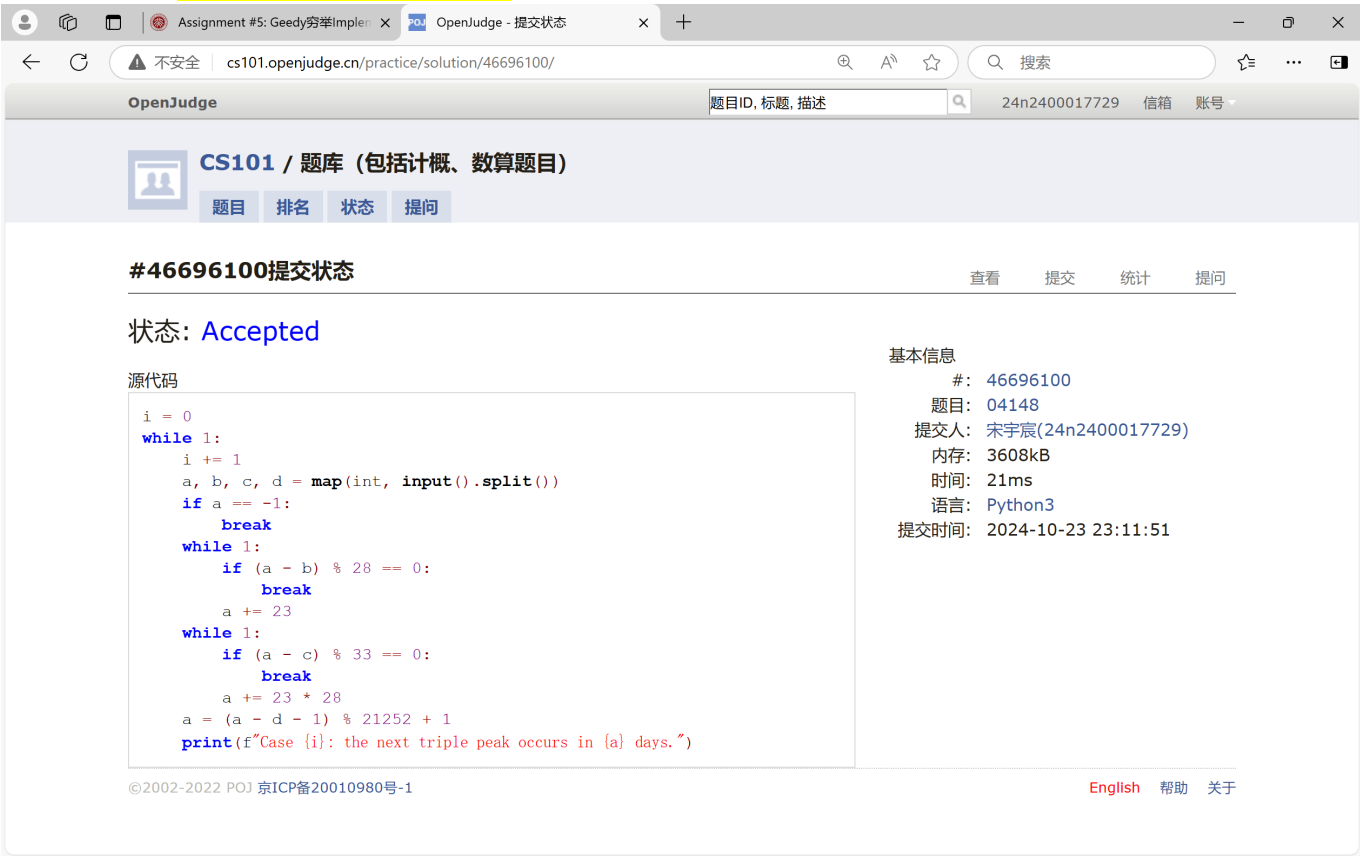 Assignment #5: Geedy穷举Implen
OpenJudge - 提交状态
不安全 cs101.openjudge.cn/practice/solution/46696100/
搜索
OpenJudge 题目ID, 标题, 描述 24n2400017729 信箱 账号
CS101 / 题库（包括计概、数算题目）
题目 排名 状态 提问
#46696100提交状态 查看 提交 统计 提问
状态: Accepted
源代码
i = 0
while 1:
    i += 1
    a, b, c, d = map(int, input().split())
    if a == -1:
        break
    while 1:
        if (a - b) % 28 == 0:
            break
        a += 23
    while 1:
        if (a - c) % 33 == 0:
            break
        a += 23 * 28
    a = (a - d - 1) % 21252 + 1
    print(f"Case {i}: the next triple peak occurs in {a} days.")
基本信息
#: 46696100
题目: 04148
提交人: 宋宇宸(24n2400017729)
内存: 3608kB
时间: 21ms
语言: Python3
提交时间: 2024-10-23 23:11:51
©2002-2022 POJ 京ICP备20010980号-1 English 帮助 关于